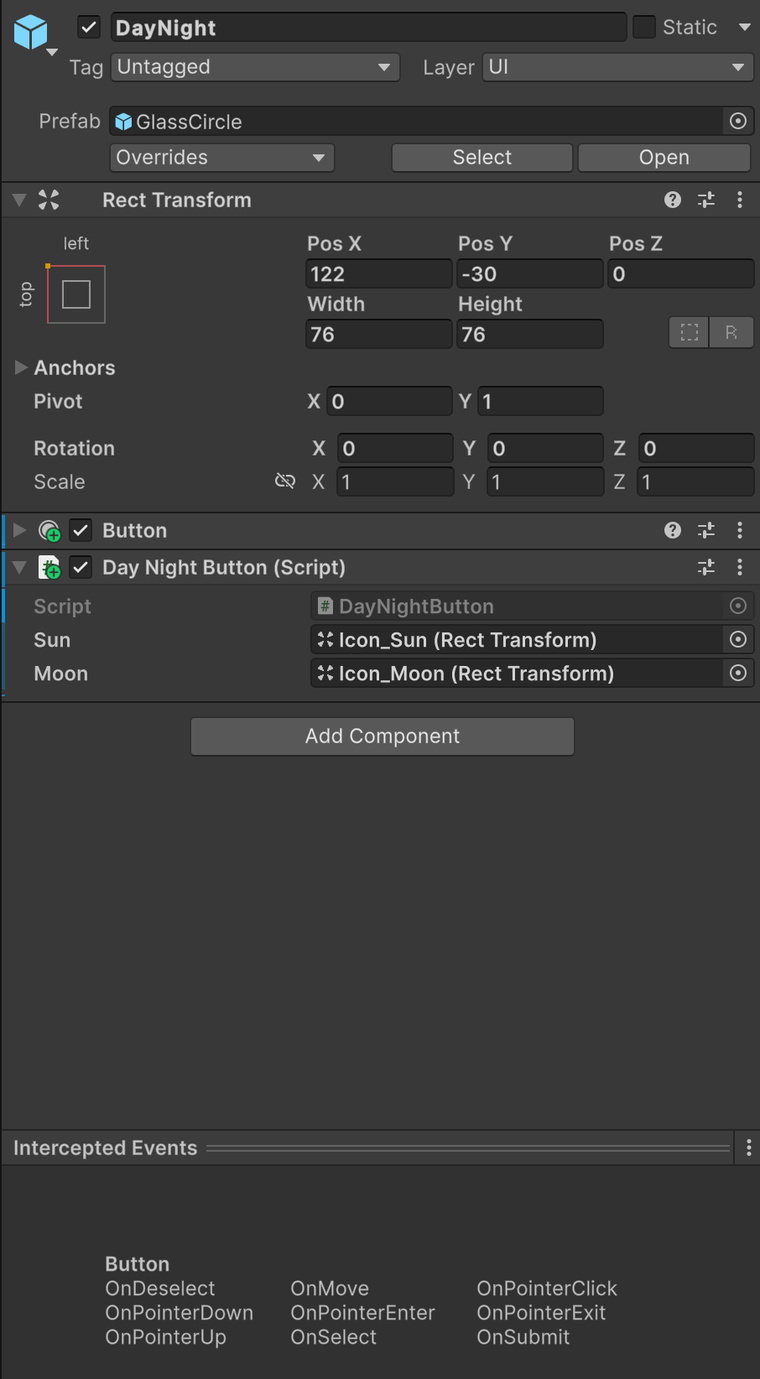 DayNight Static
Tag Untagged Layer UI
Prefab GlassCircle
Overrides Select Open
Rect Transform
left
top
Pos X Pos Y Pos Z
122 -30 0
Width Height
76 76 R
Anchors
Pivot X 0 Y 1
Rotation X 0 Y 0 Z 0
Scale X 1 Y 1 Z 1
Button
Day Night Button (Script)
Script # DayNightButton
Sun Icon_Sun (Rect Transform)
Moon Icon_Moon (Rect Transform)
Add Component
Intercepted Events
Button
OnDeselect OnMove OnPointerClick
OnPointerDown OnPointerEnter OnPointerExit
OnPointerUp OnSelect OnSubmit